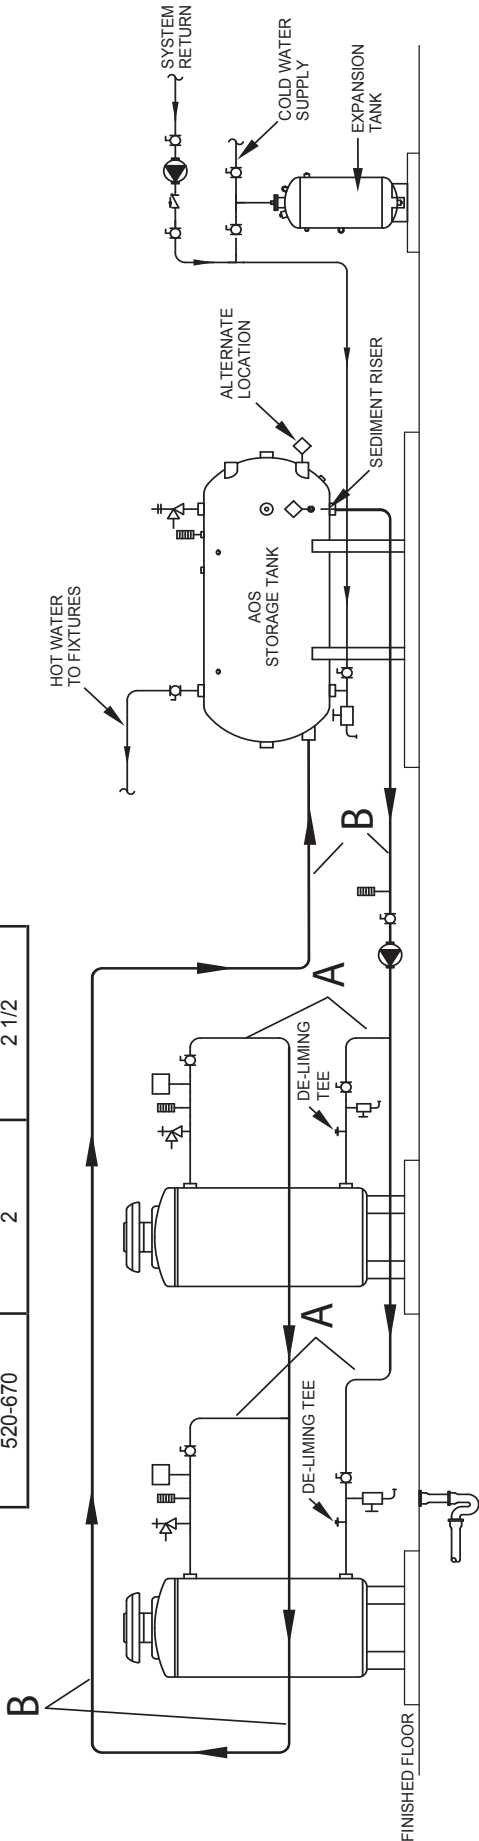 520-670 2 2 1/2
SYSTEM
RETURN
COLD WATER
SUPPLY
EXPANSION
TANK
HOT WATER
TO FIXTURES
ALTERNATE
LOCATION
AOS
STORAGE TANK
SEDIMENT RISER
B
B
A
DE-LIMING
TEE
A
DE-LIMING TEE
FINISHED FLOOR